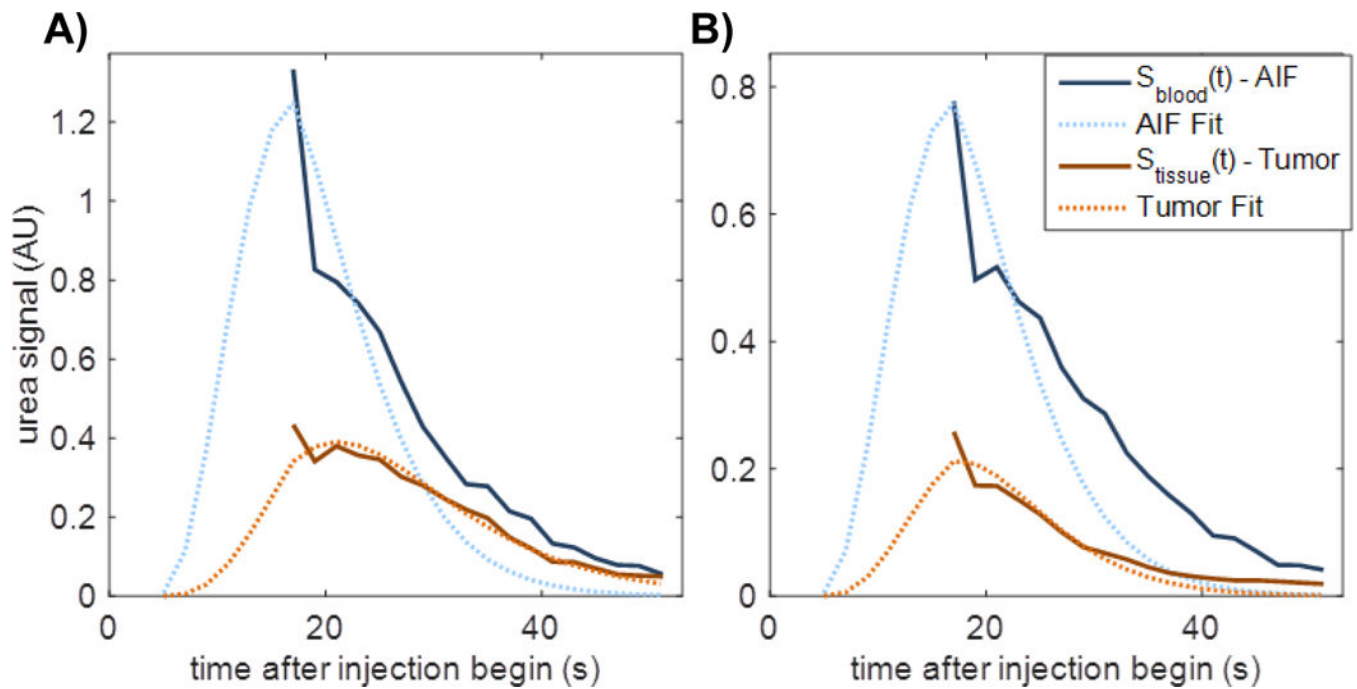 A)
B)
urea signal (AU)
1.2
1
0.8
0.6
0.4
0.2
0
0
20
40
time after injection begin (s)
0.8
0.6
0.4
0.2
0
0
20
40
time after injection begin (s)
S_blood(t) - AIF
AIF Fit
S_tissue(t) - Tumor
Tumor Fit